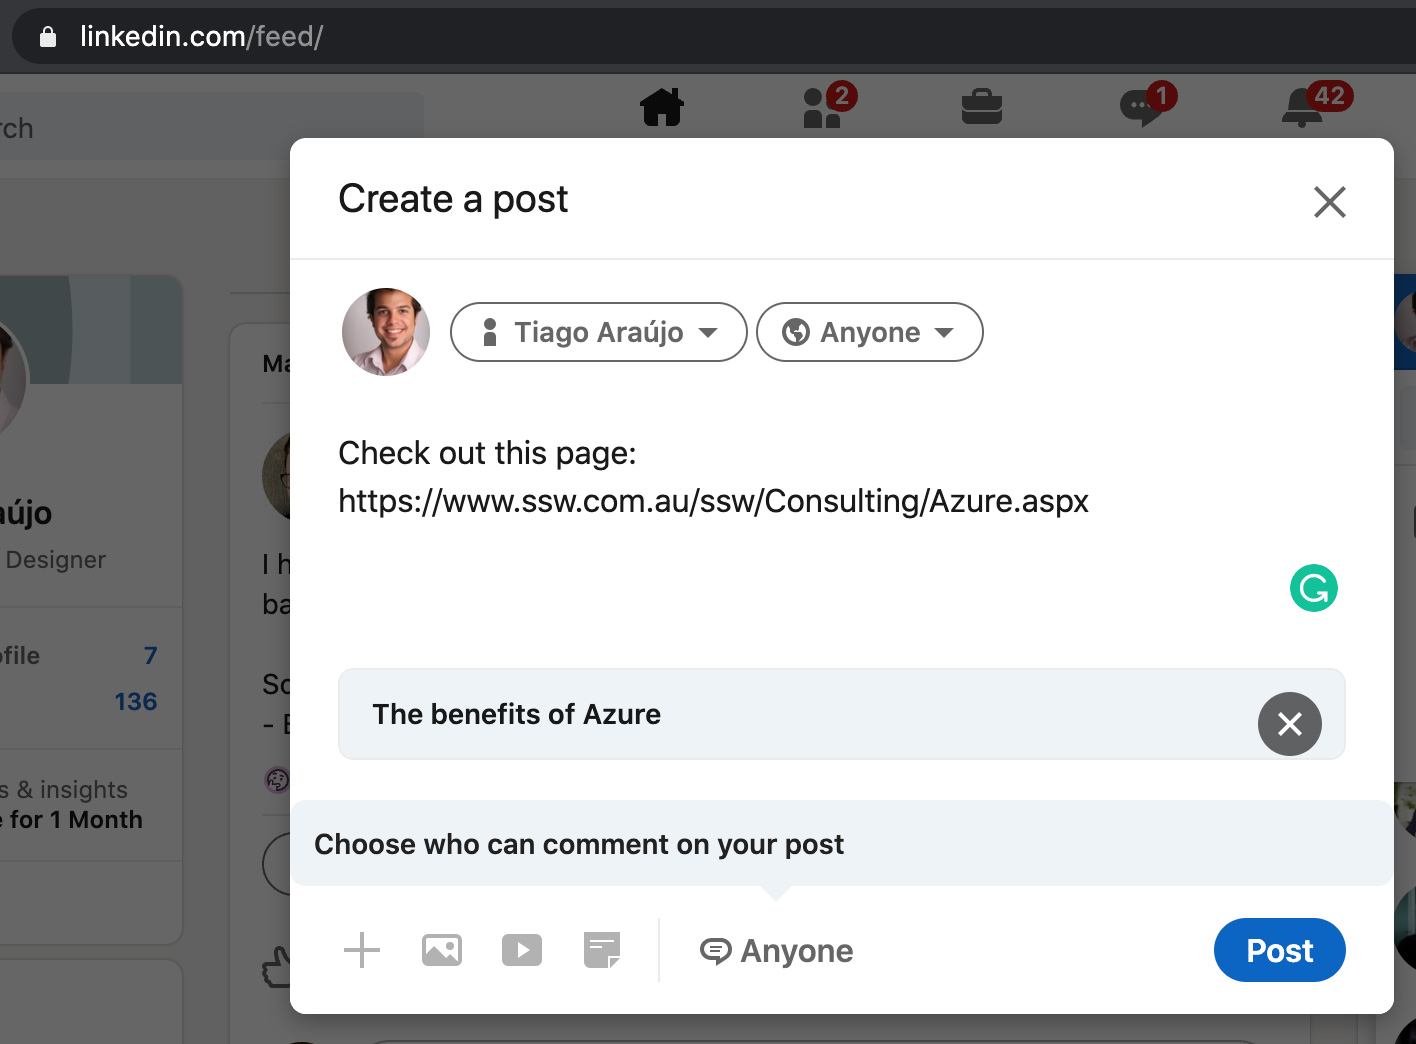 linkedin.com/feed/
rch
2
1
42
Create a post
Tiago Araújo
Anyone
Check out this page:
https://www.ssw.com.au/ssw/Consulting/Azure.aspx
The benefits of Azure
Choose who can comment on your post
Anyone
Post
Ma
aújo
Designer
I h
ba
ofile 7
136
So
- E
s & insights
e for 1 Month